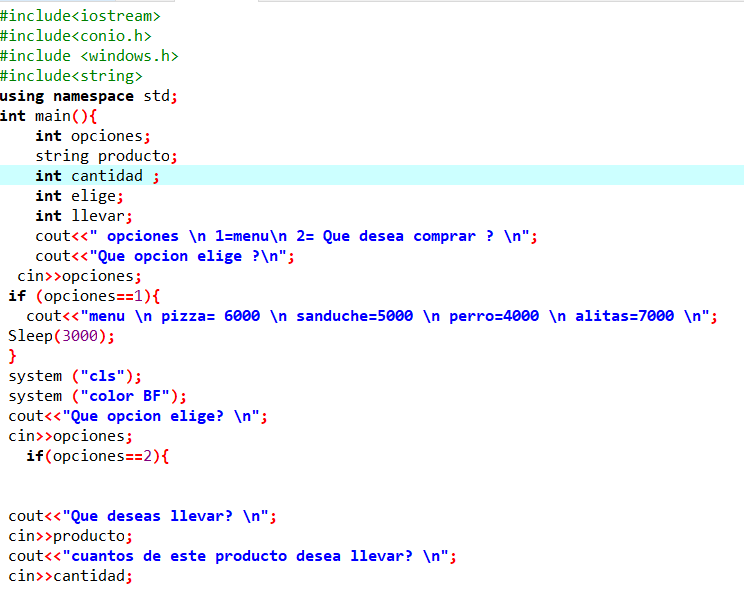 #include<iostream>
#include<conio.h>
#include <windows.h>
#include<string>
using namespace std;
int main(){
    int opciones;
    string producto;
    int cantidad ;
    int elige;
    int llevar;
    cout<<" opciones \n 1=menu\n 2= Que desea comprar ? \n";
    cout<<"Que opcion elige ?\n";
  cin>>opciones;
 if (opciones==1){
   cout<<"menu \n pizza= 6000 \n sanduche=5000 \n perro=4000 \n alitas=7000 \n";
 Sleep(3000);
 }
 system ("cls");
 system ("color BF");
 cout<<"Que opcion elige? \n";
 cin>>opciones;
   if(opciones==2){
 cout<<"Que deseas llevar? \n";
 cin>>producto;
 cout<<"cuantos de este producto desea llevar? \n";
 cin>>cantidad;